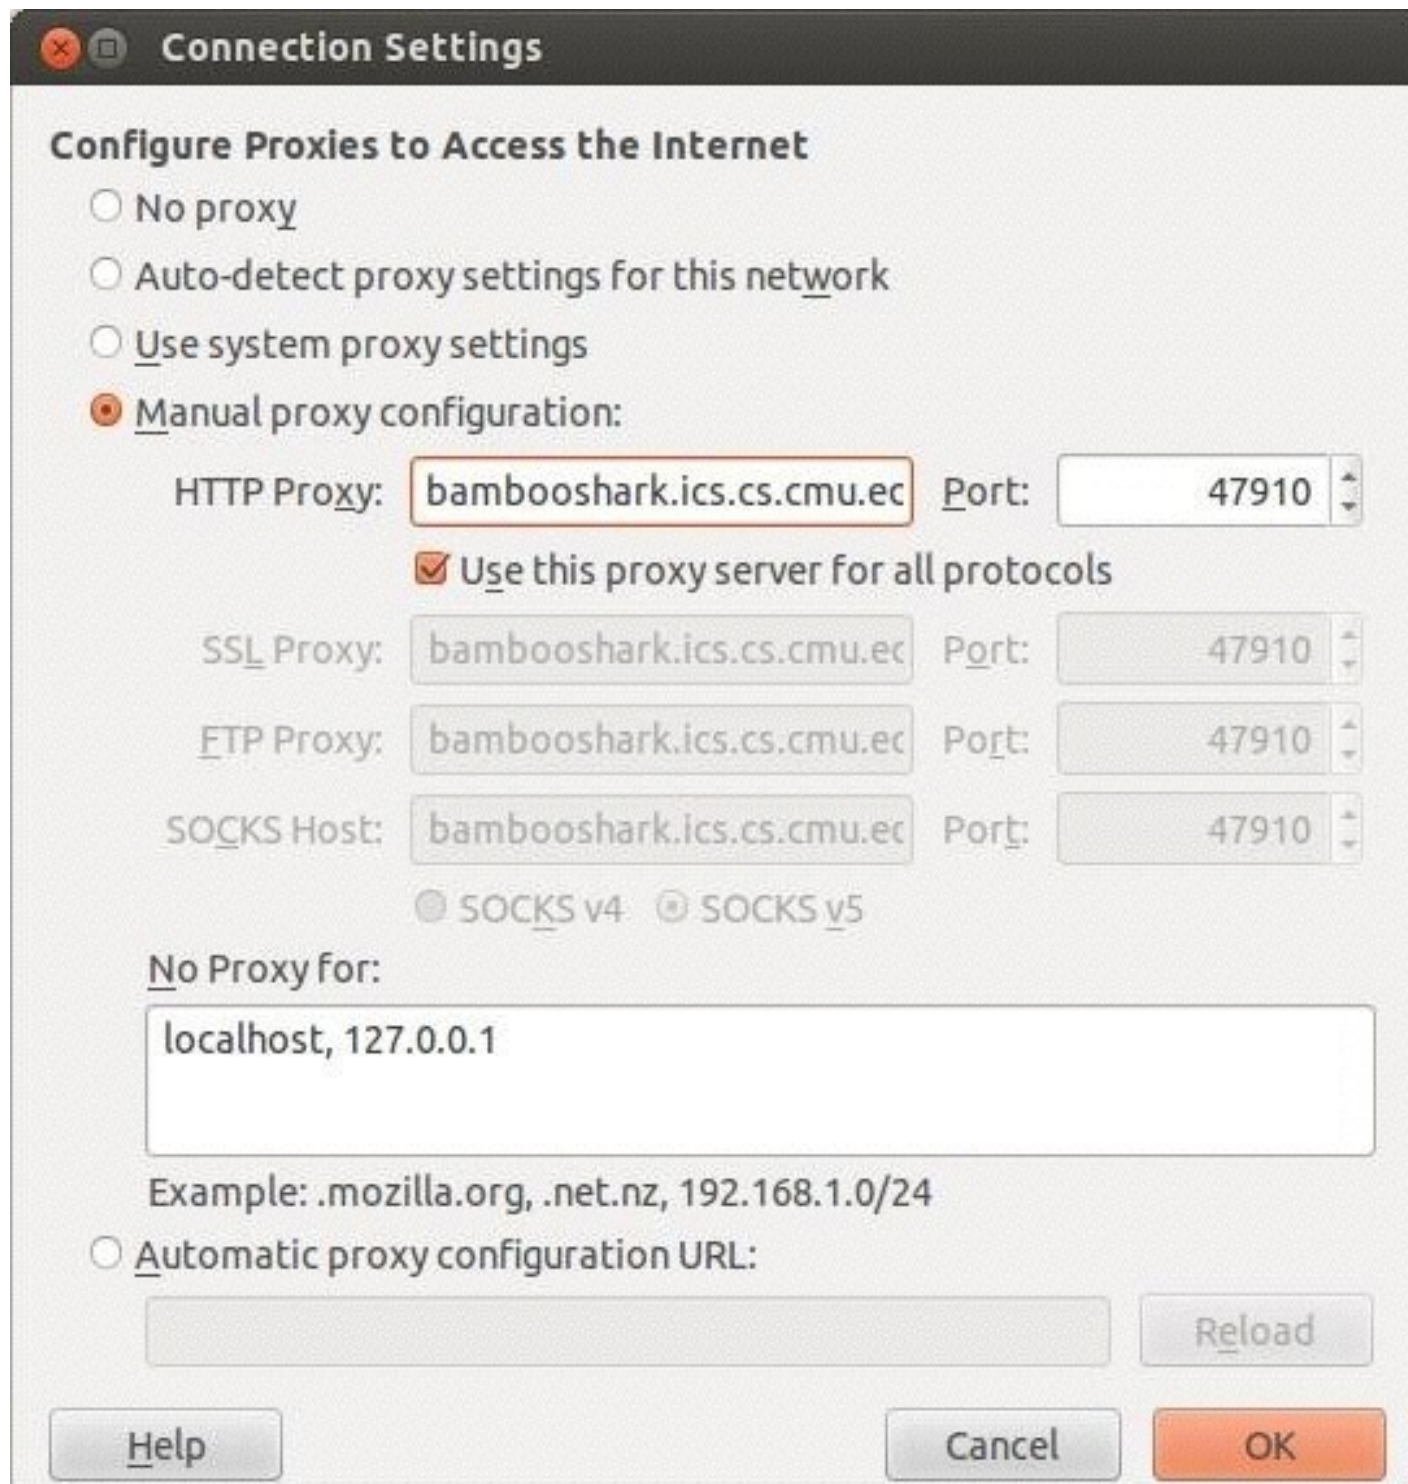 Connection Settings
Configure Proxies to Access the Internet
No proxy
Auto-detect proxy settings for this network
Use system proxy settings
Manual proxy configuration:
HTTP Proxy: bambooshark.ics.cs.cmu.ec Port: 47910
Use this proxy server for all protocols
SSL Proxy: bambooshark.ics.cs.cmu.ec Port: 47910
FTP Proxy: bambooshark.ics.cs.cmu.ec Port: 47910
SOCKS Host: bambooshark.ics.cs.cmu.ec Port: 47910
SOCKS v4 SOCKS v5
No Proxy for:
localhost, 127.0.0.1
Example: .mozilla.org, .net.nz, 192.168.1.0/24
Automatic proxy configuration URL:
Reload
Help Cancel OK